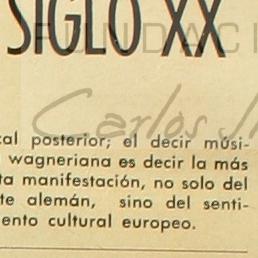 SIGLO XX
FUNDACI
Carlos
cal posterior; el decir músi-
wagneriana es decir la más
ta manifestación, no solo del
te alemán, sino del senti-
ento cultural europeo.